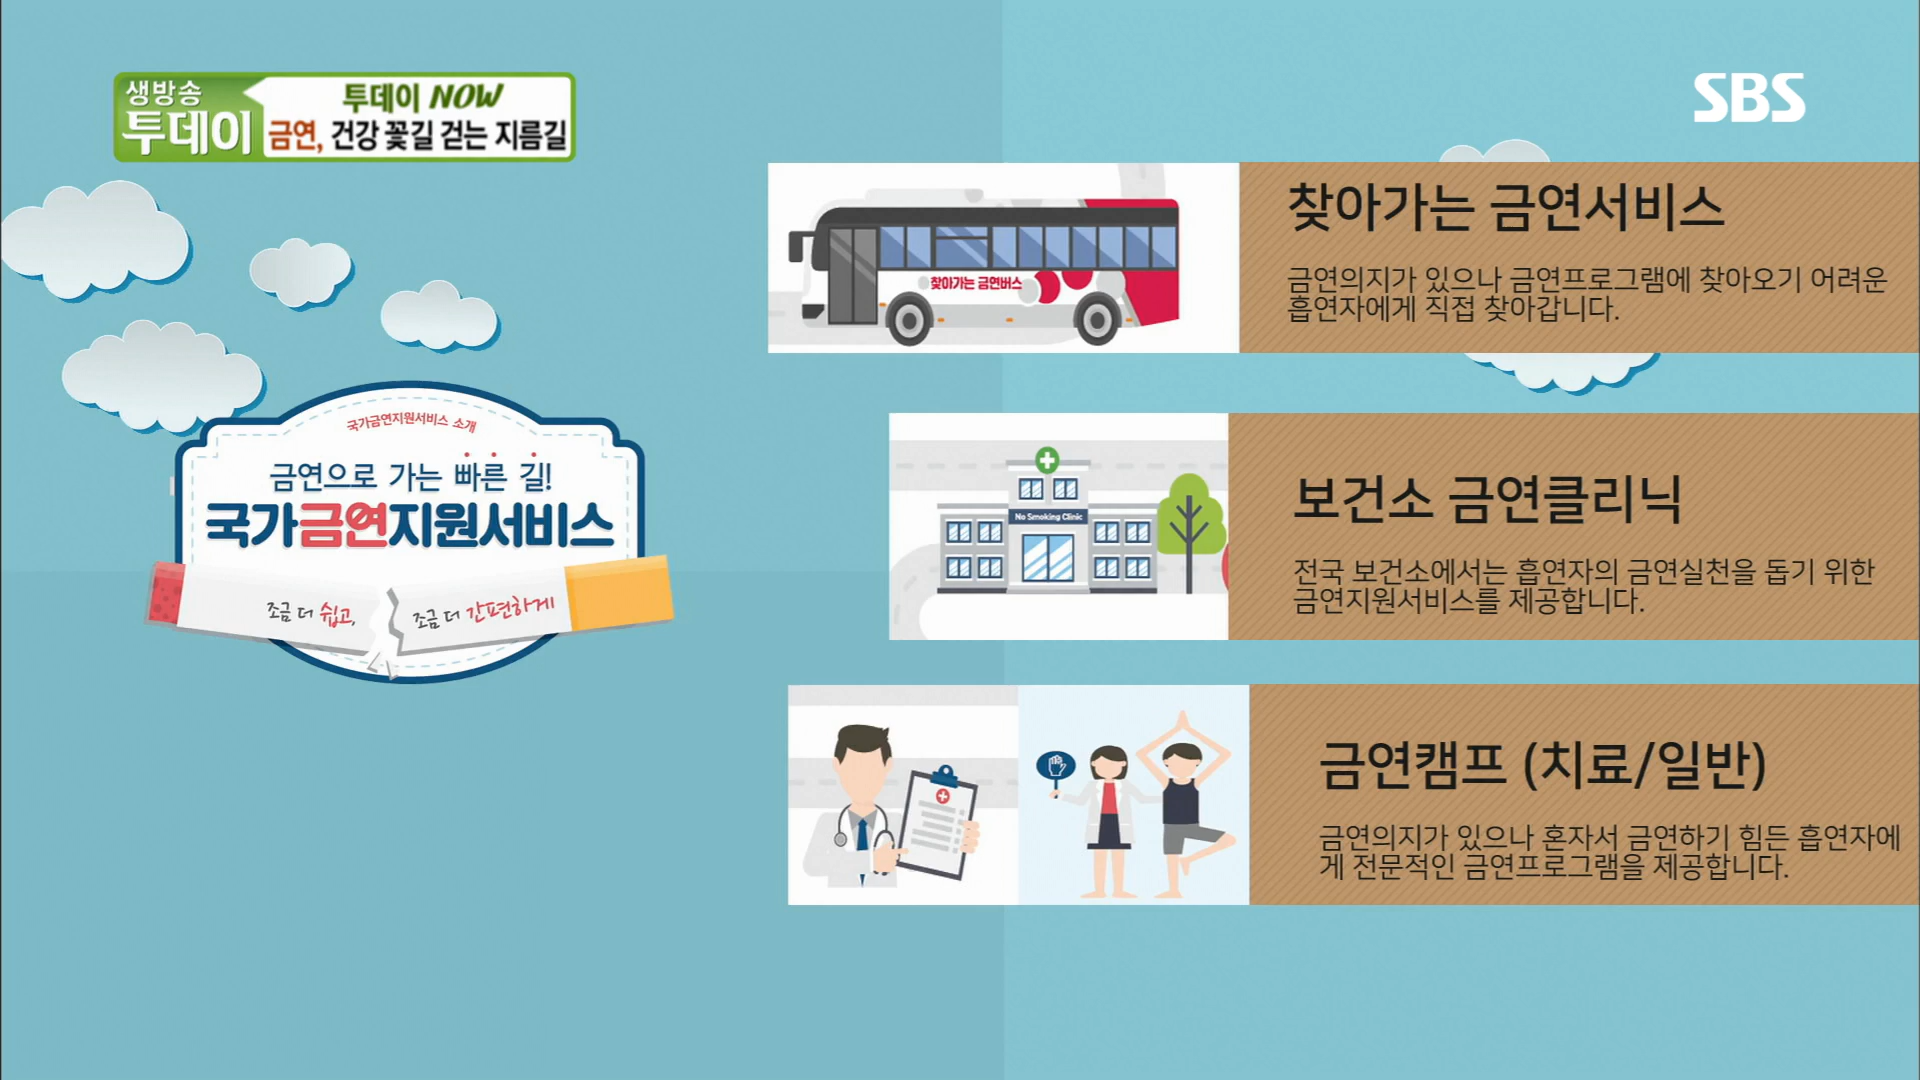 생방송
투데이
투데이 NOW
금연, 건강 꽃길 걷는 지름길
SBS
국가금연지원서비스 소개
금연으로 가는 빠른 길!
국가금연지원서비스
조금 더 쉽고,
조금 더 간편하게
찾아가는 금연버스
찾아가는 금연서비스
금연의지가 있으나 금연프로그램에 찾아오기 어려운
흡연자에게 직접 찾아갑니다.
No Smoking Clinic
보건소 금연클리닉
전국 보건소에서는 흡연자의 금연실천을 돕기 위한
금연지원서비스를 제공합니다.
금연캠프 (치료/일반)
금연의지가 있으나 혼자서 금연하기 힘든 흡연자에
게 전문적인 금연프로그램을 제공합니다.